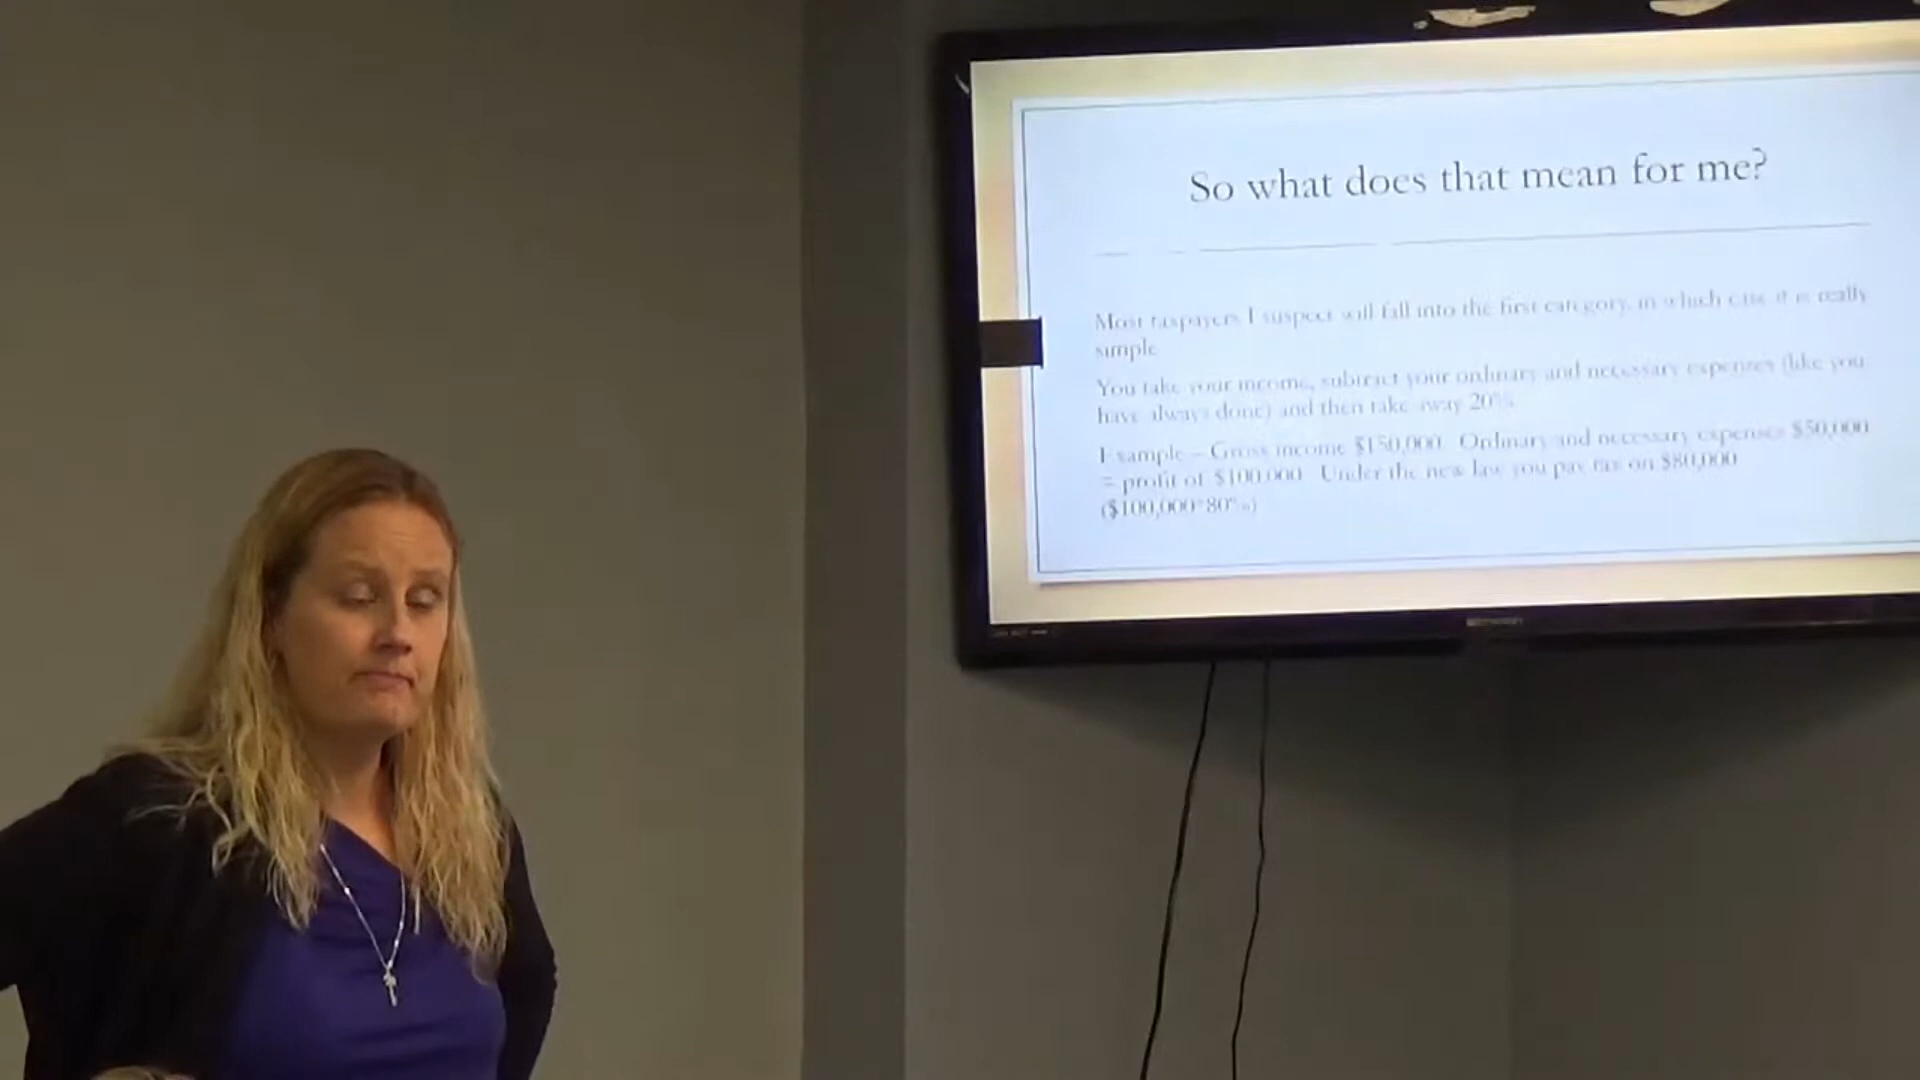 So what does that mean for me?
Most taxpayers I suspect will fall into the first category, in which case it is really
simple
You take your income, subtract your ordinary and necessary expenses (like you
have always done) and then take away 20%
Example – Gross income $150,000 Ordinary and necessary expenses $50,000
= profit of $100,000 Under the new law you pay tax on $80,000
($100,000*80%)